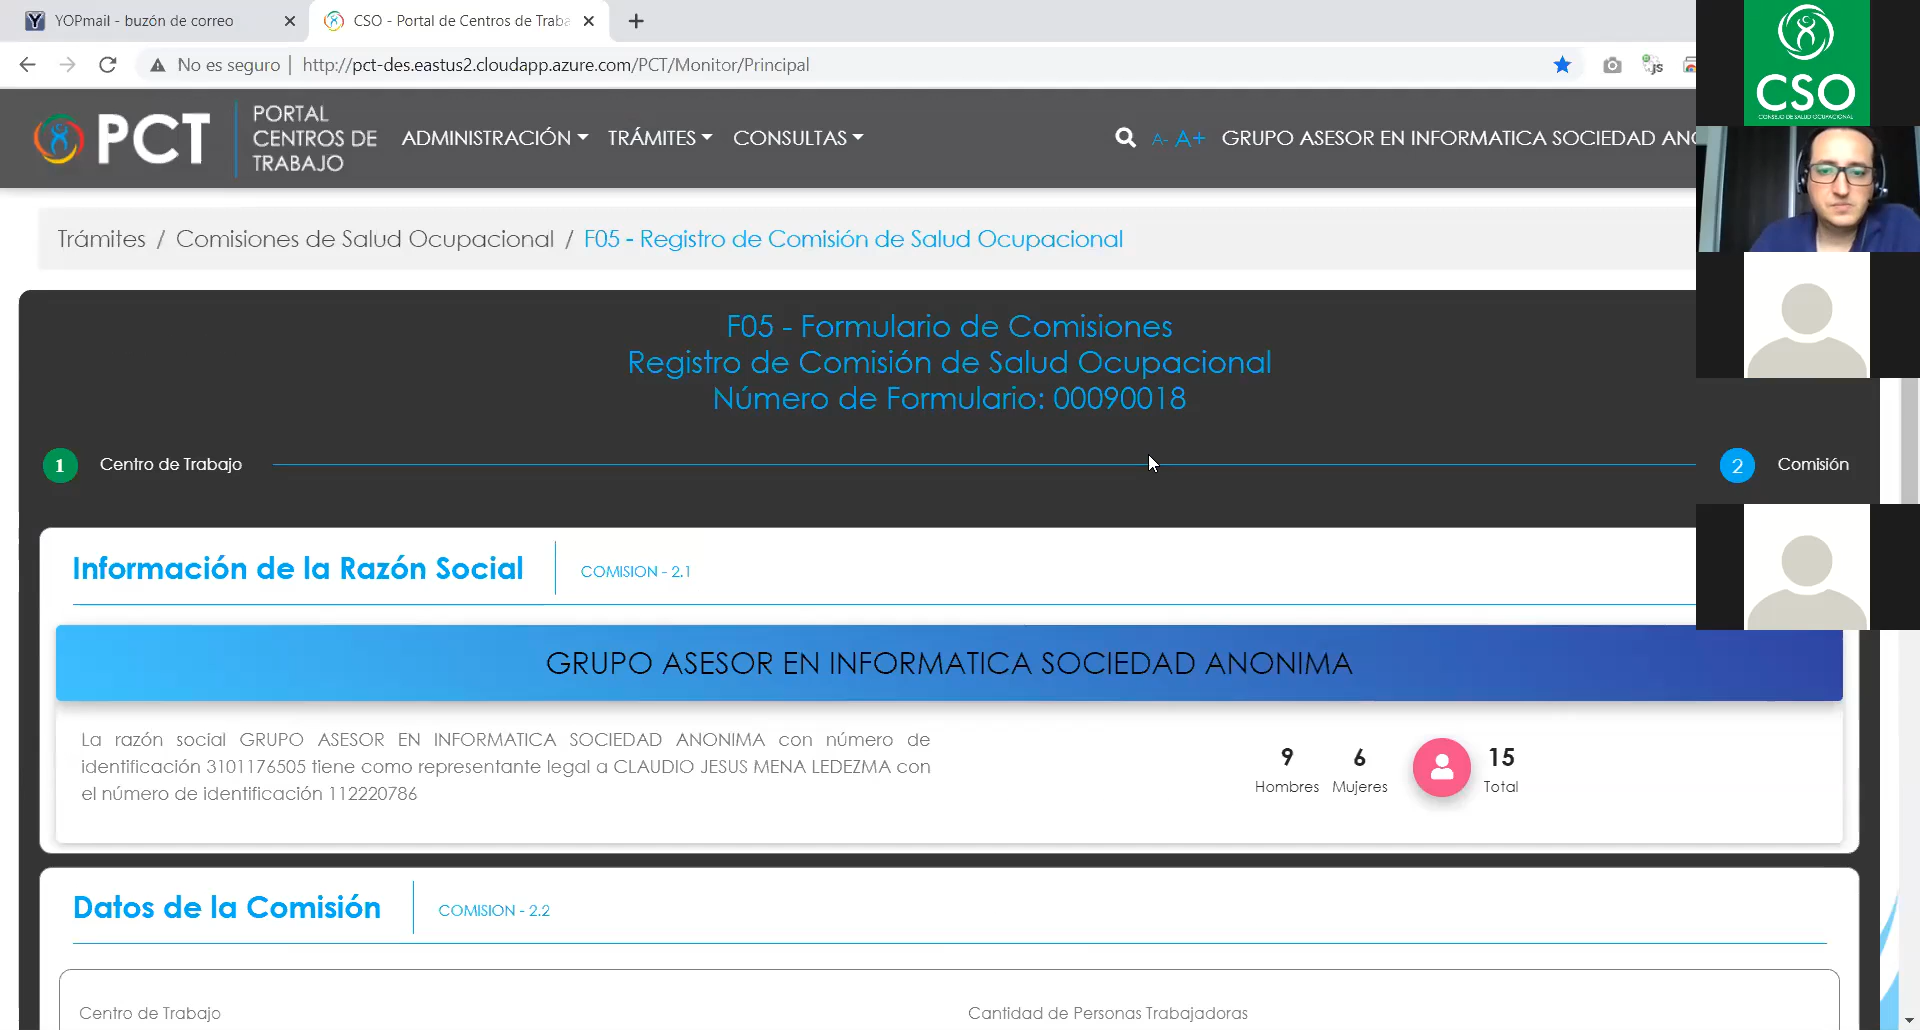 YOPmail - buzón de correo
CSO - Portal de Centros de Traba
No es seguro | http://pct-des.eastus2.cloudapp.azure.com/PCT/Monitor/Principal
JS
PCT
PORTAL
CENTROS DE
TRABAJO
ADMINISTRACIÓN
TRÁMITES
CONSULTAS
A- A+
GRUPO ASESOR EN INFORMATICA SOCIEDAD ANO
CSO
CONSEJO DE SALUD OCUPACIONAL
Trámites / Comisiones de Salud Ocupacional / F05 - Registro de Comisión de Salud Ocupacional
F05 - Formulario de Comisiones
Registro de Comisión de Salud Ocupacional
Número de Formulario: 00090018
1 Centro de Trabajo
2 Comisión
Información de la Razón Social
COMISION - 2.1
GRUPO ASESOR EN INFORMATICA SOCIEDAD ANONIMA
La razón social GRUPO ASESOR EN INFORMATICA SOCIEDAD ANONIMA con número de
identificación 3101176505 tiene como representante legal a CLAUDIO JESUS MENA LEDEZMA con
el número de identificación 112220786
9 6 15
Hombres Mujeres Total
Datos de la Comisión
COMISION - 2.2
Centro de Trabajo
Cantidad de Personas Trabajadoras